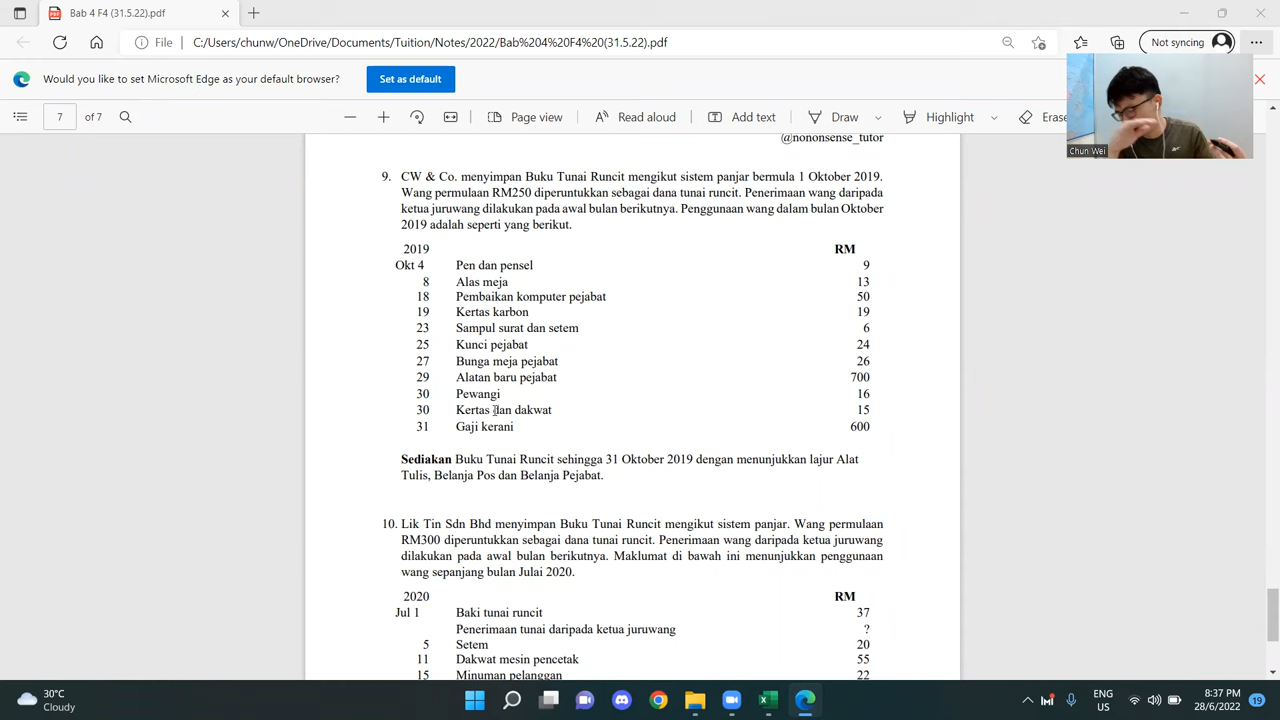 Bab 4 F4 (31.5.22).pdf
File C:/Users/chunw/OneDrive/Documents/Tuition/Notes/2022/Bab%204%20F4%20(31.5.22).pdf
Not syncing
Would you like to set Microsoft Edge as your default browser? Set as default
7 of 7 Page view Read aloud Add text Draw Highlight Erase
Chun Wei
@nononsense_tutor
9. CW & Co. menyimpan Buku Tunai Runcit mengikut sistem panjar bermula 1 Oktober 2019.
Wang permulaan RM250 diperuntukkan sebagai dana tunai runcit. Penerimaan wang daripada
ketua juruwang dilakukan pada awal bulan berikutnya. Penggunaan wang dalam bulan Oktober
2019 adalah seperti yang berikut.
2019 RM
Okt 4 Pen dan pensel 9
8 Alas meja 13
18 Pembaikan komputer pejabat 50
19 Kertas karbon 19
23 Sampul surat dan setem 6
25 Kunci pejabat 24
27 Bunga meja pejabat 26
29 Alatan baru pejabat 700
30 Pewangi 16
30 Kertas dan dakwat 15
31 Gaji kerani 600
Sediakan Buku Tunai Runcit sehingga 31 Oktober 2019 dengan menunjukkan lajur Alat
Tulis, Belanja Pos dan Belanja Pejabat.
10. Lik Tin Sdn Bhd menyimpan Buku Tunai Runcit mengikut sistem panjar. Wang permulaan
RM300 diperuntukkan sebagai dana tunai runcit. Penerimaan wang daripada ketua juruwang
dilakukan pada awal bulan berikutnya. Maklumat di bawah ini menunjukkan penggunaan
wang sepanjang bulan Julai 2020.
2020 RM
Jul 1 Baki tunai runcit 37
Penerimaan tunai daripada ketua juruwang ?
5 Setem 20
11 Dakwat mesin pencetak 55
15 Minuman pelanggan 22
30°C
Cloudy
ENG
US
8:37 PM
28/6/2022
19